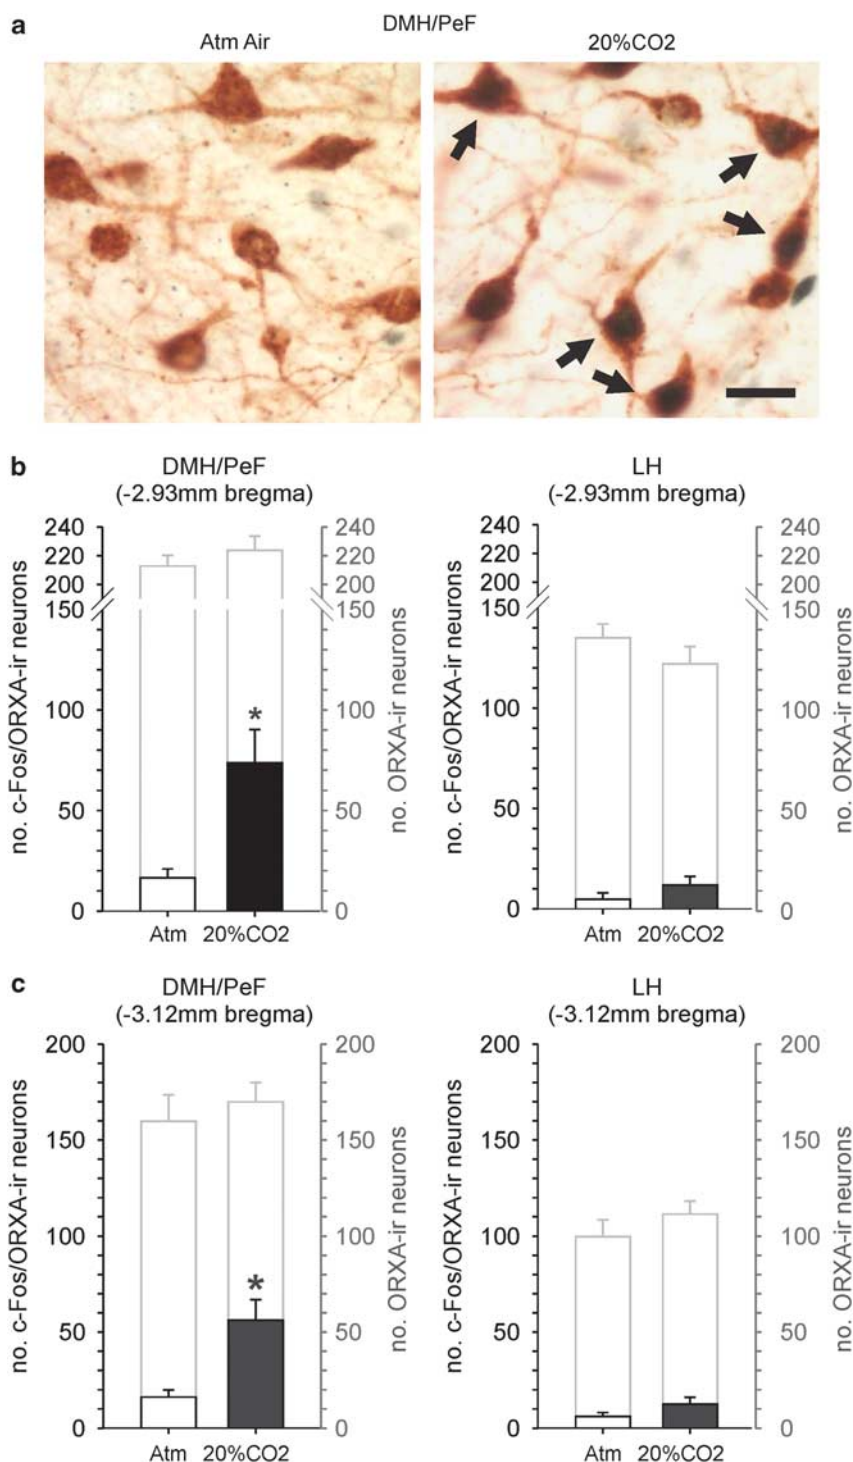 a
DMH/PeF
Atm Air
20%CO2
b
DMH/PeF
(-2.93mm bregma)
no. c-Fos/ORXA-ir neurons
240
220
200
150
100
50
0
240
220
200
150
100
50
0
no. ORXA-ir neurons
*
Atm
20%CO2
LH
(-2.93mm bregma)
no. c-Fos/ORXA-ir neurons
240
220
200
150
100
50
0
240
220
200
150
100
50
0
no. ORXA-ir neurons
Atm
20%CO2
c
DMH/PeF
(-3.12mm bregma)
no. c-Fos/ORXA-ir neurons
200
150
100
50
0
200
150
100
50
0
no. ORXA-ir neurons
*
Atm
20%CO2
LH
(-3.12mm bregma)
no. c-Fos/ORXA-ir neurons
200
150
100
50
0
200
150
100
50
0
no. ORXA-ir neurons
Atm
20%CO2